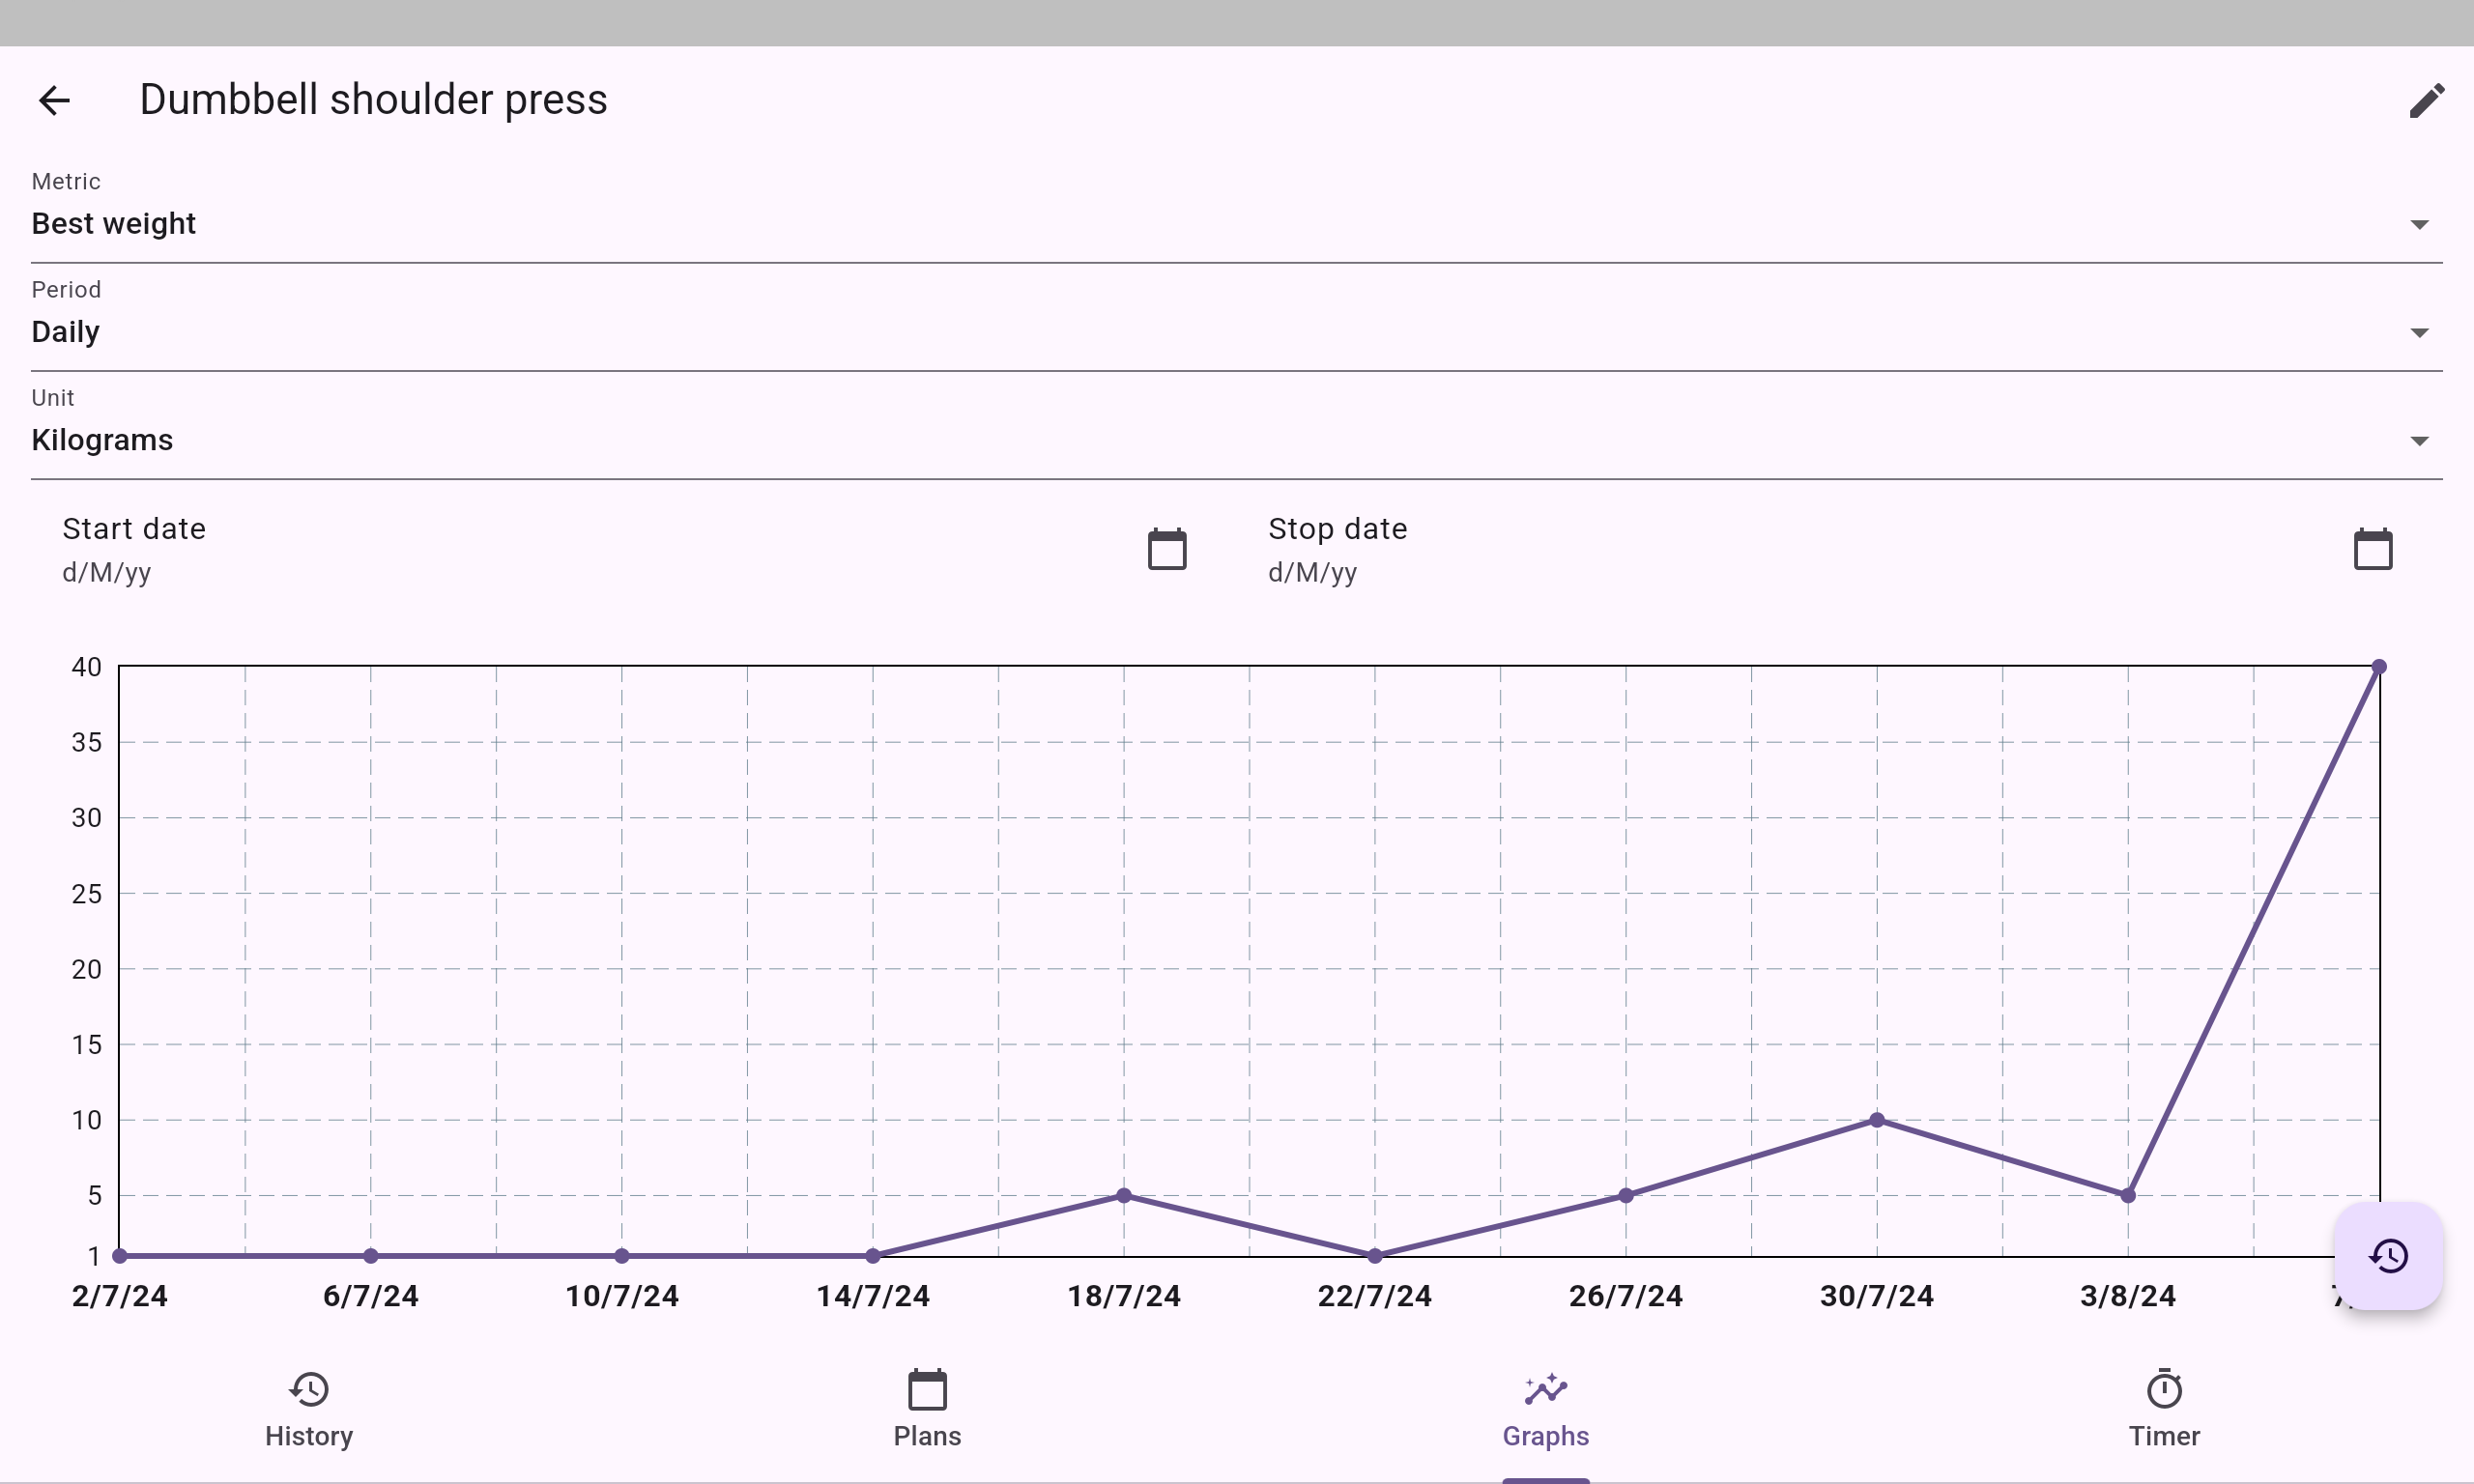 Dumbbell shoulder press
Metric
Best weight
Period
Daily
Unit
Kilograms
Start date
d/M/yy
Stop date
d/M/yy
40
35
30
25
20
15
10
5
1
2/7/24 6/7/24 10/7/24 14/7/24 18/7/24 22/7/24 26/7/24 30/7/24 3/8/24
History Plans Graphs Timer